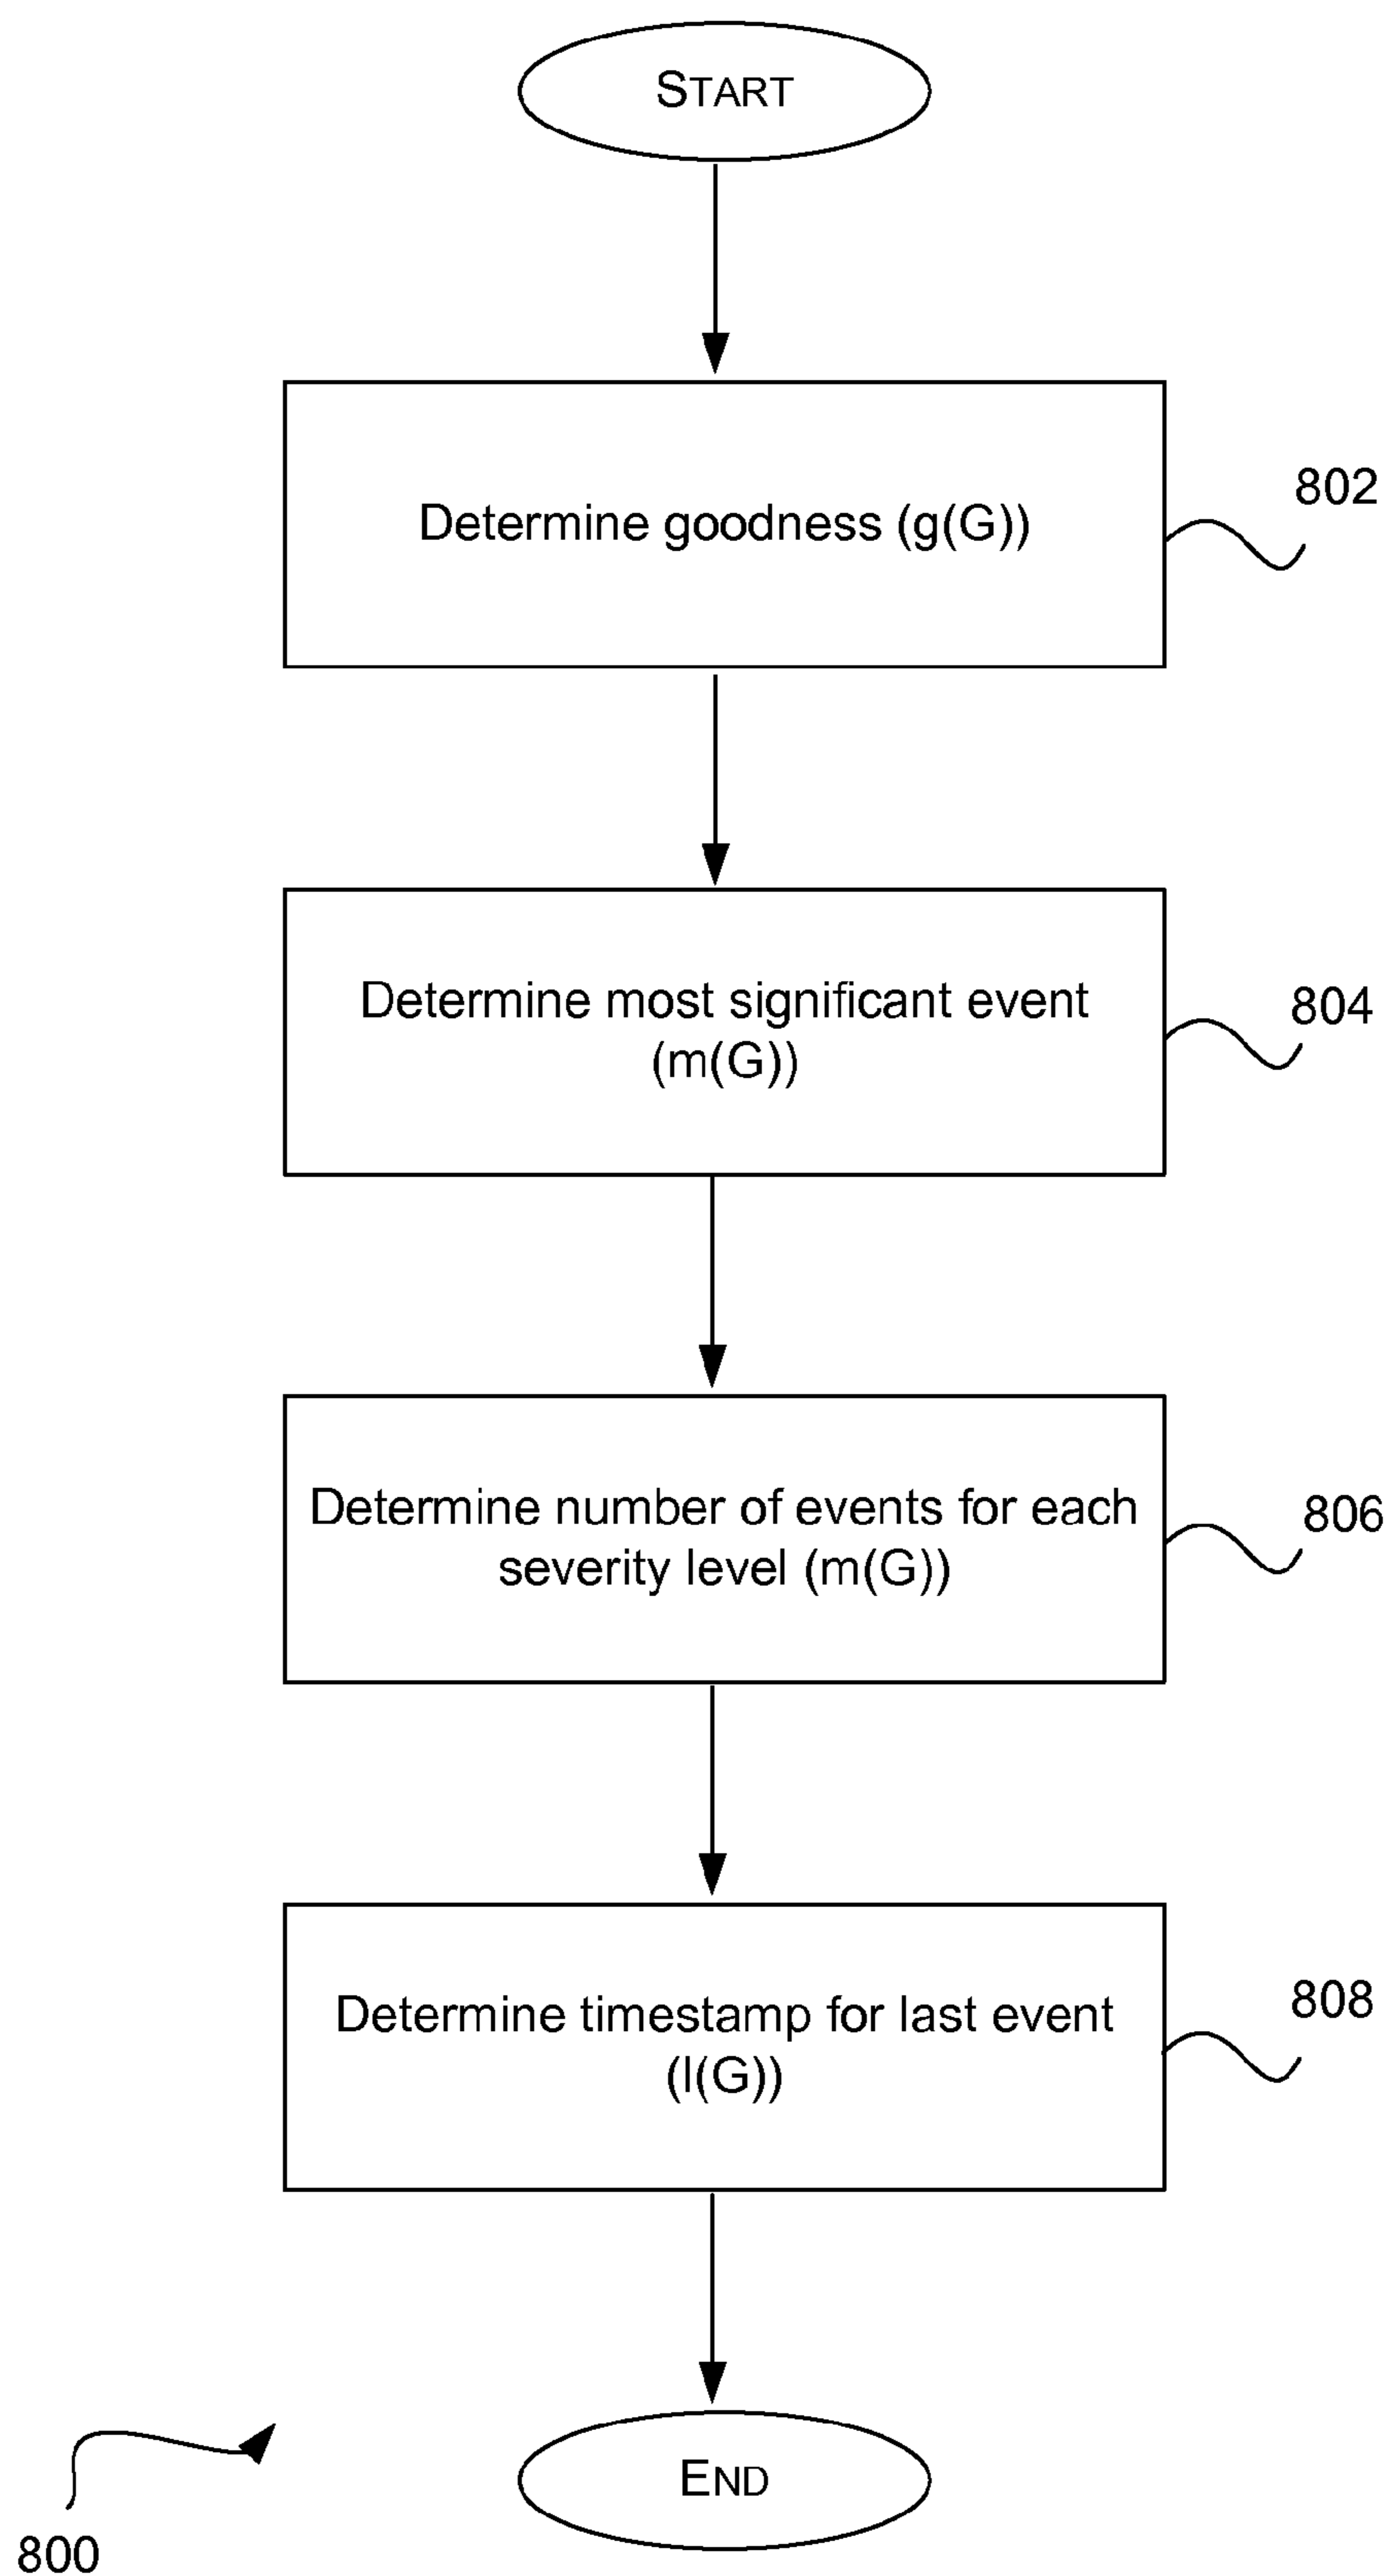 START
Determine goodness (g(G))
802
Determine most significant event
(m(G))
804
Determine number of events for each
severity level (m(G))
806
Determine timestamp for last event
(l(G))
808
END
800